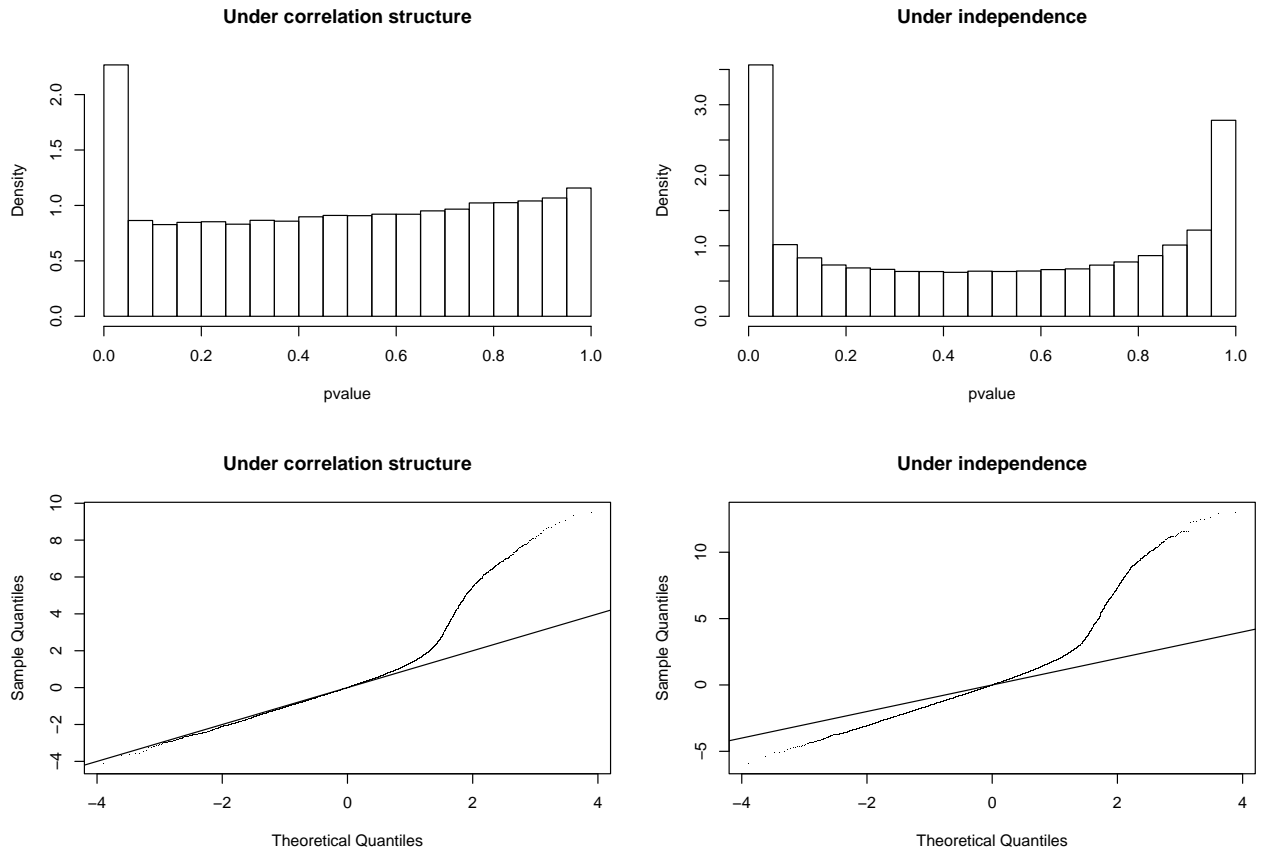 Under correlation structure
Density
0.0 0.5 1.0 1.5 2.0
0.0 0.2 0.4 0.6 0.8 1.0
pvalue
Under independence
Density
0.0 1.0 2.0 3.0
0.0 0.2 0.4 0.6 0.8 1.0
pvalue
Under correlation structure
Sample Quantiles
−4 −2 0 2 4 6 8 10
−4 −2 0 2 4
Theoretical Quantiles
Under independence
Sample Quantiles
−5 0 5 10
−4 −2 0 2 4
Theoretical Quantiles